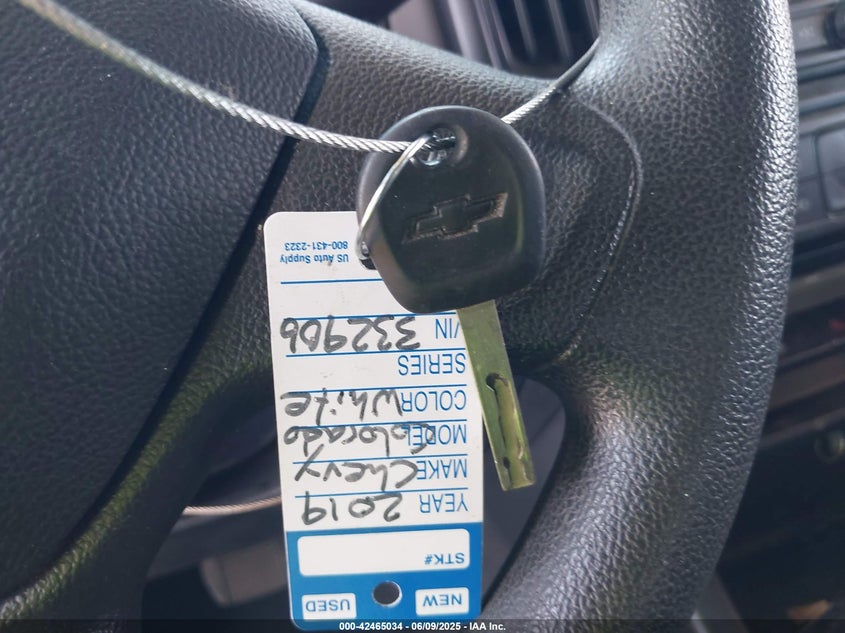 NEW USED
STK#
YEAR 2019
MAKE Chevy
MODEL Colorado
COLOR White
SERIES
VIN 332906
US Auto Supply
800-431-2323
000-42465034 - 06/09/2025 - IAA Inc.